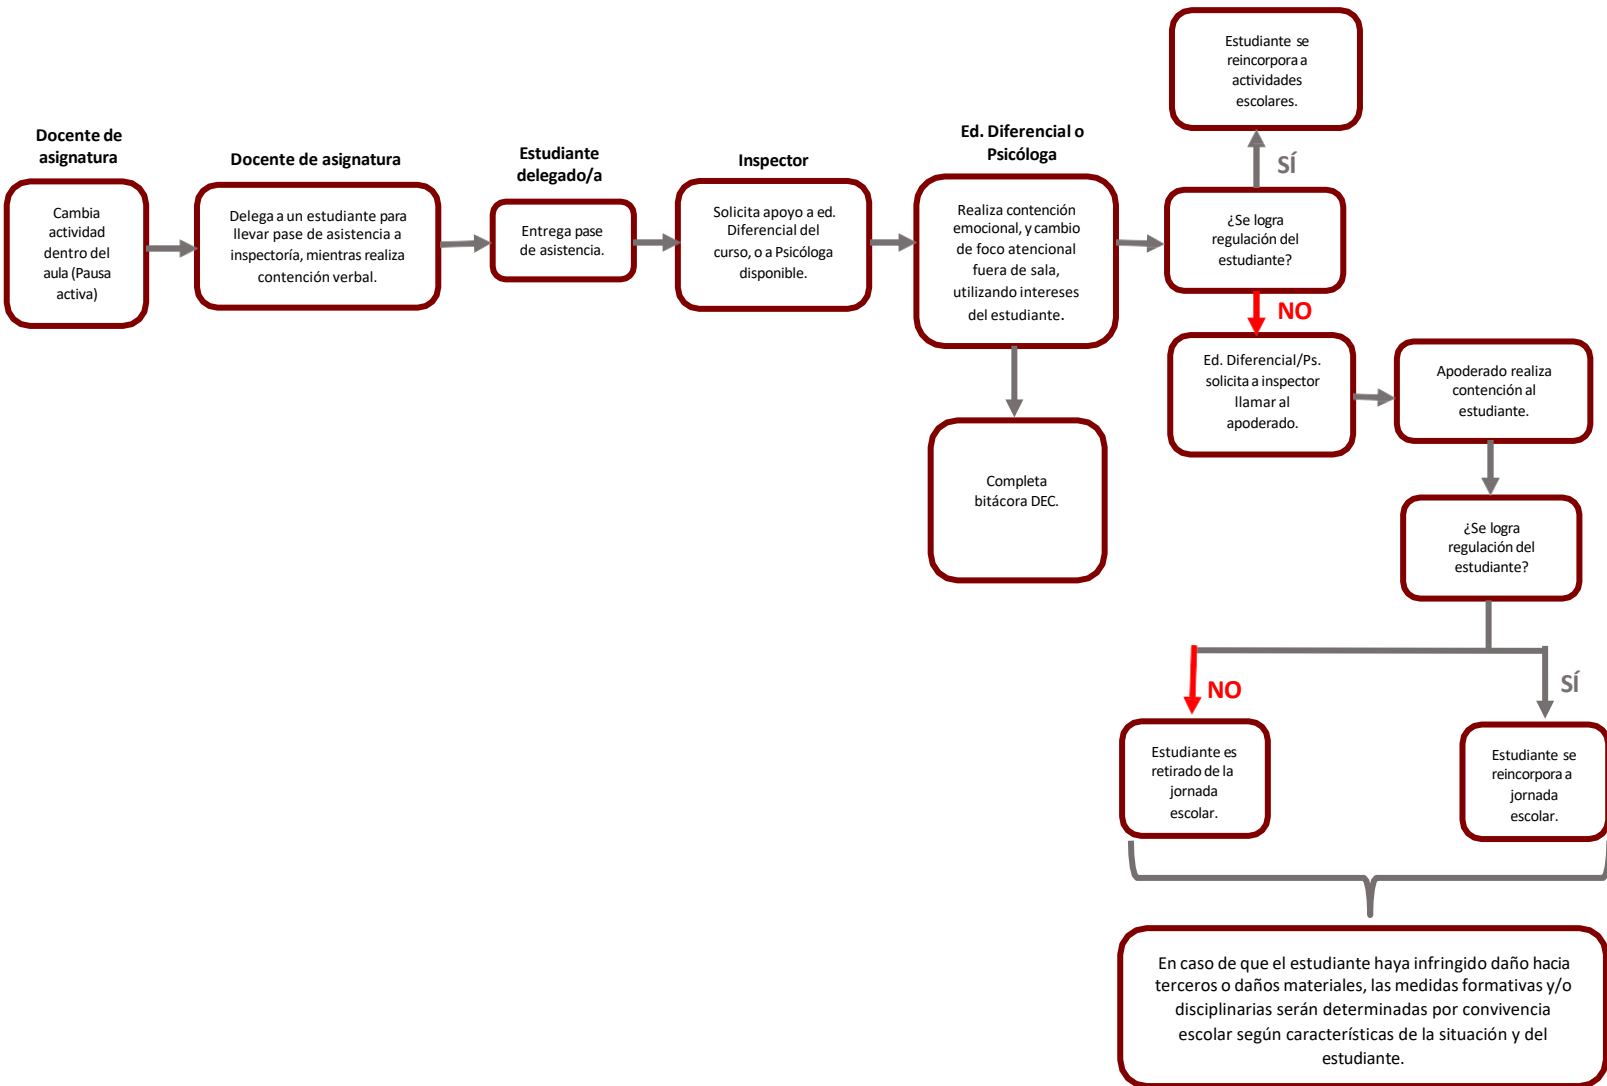 Docente de
asignatura
Cambia
actividad
dentro del
aula (Pausa
activa)
Docente de asignatura
Delega a un estudiante para
llevar pase de asistencia a
inspectoría, mientras realiza
contención verbal.
Estudiante
delegado/a
Entrega pase
de asistencia.
Inspector
Solicita apoyo a ed.
Diferencial del
curso, o a Psicóloga
disponible.
Ed. Diferencial o
Psicóloga
Realiza contención
emocional, y cambio
de foco atencional
fuera de sala,
utilizando intereses
del estudiante.
Completa
bitácora DEC.
¿Se logra
regulación del
estudiante?
SÍ
Estudiante se
reincorpora a
actividades
escolares.
NO
Ed. Diferencial/Ps.
solicita a inspector
llamar al
apoderado.
Apoderado realiza
contención al
estudiante.
¿Se logra
regulación del
estudiante?
NO
Estudiante es
retirado de la
jornada
escolar.
SÍ
Estudiante se
reincorpora a
jornada
escolar.
En caso de que el estudiante haya infringido daño hacia
terceros o daños materiales, las medidas formativas y/o
disciplinarias serán determinadas por convivencia
escolar según características de la situación y del
estudiante.